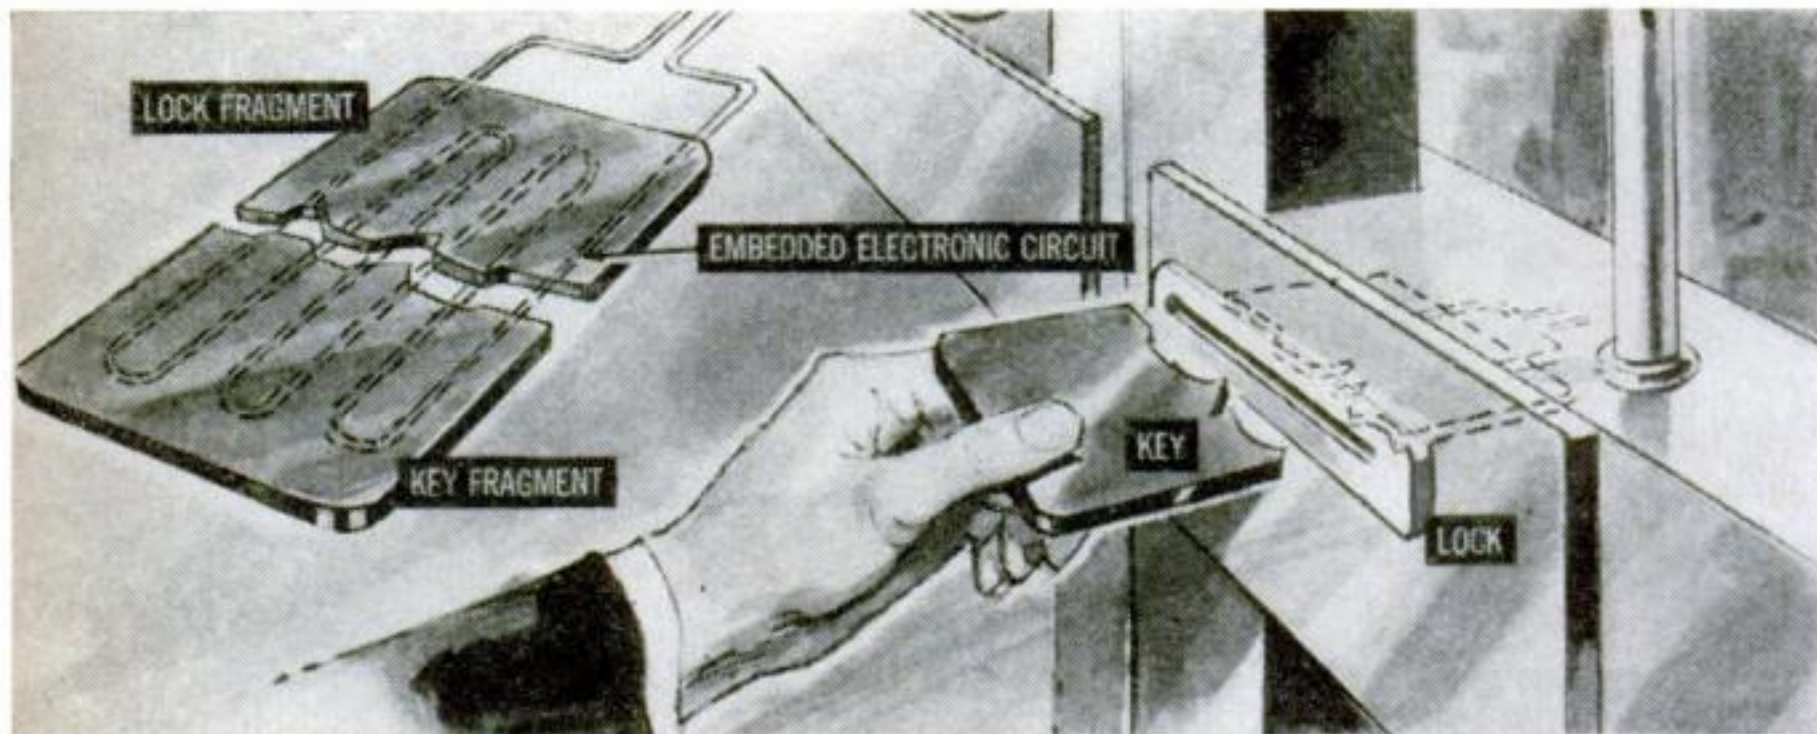 LOCK FRAGMENT
EMBEDDED ELECTRONIC CIRCUIT
KEY
KEY FRAGMENT
LOCK